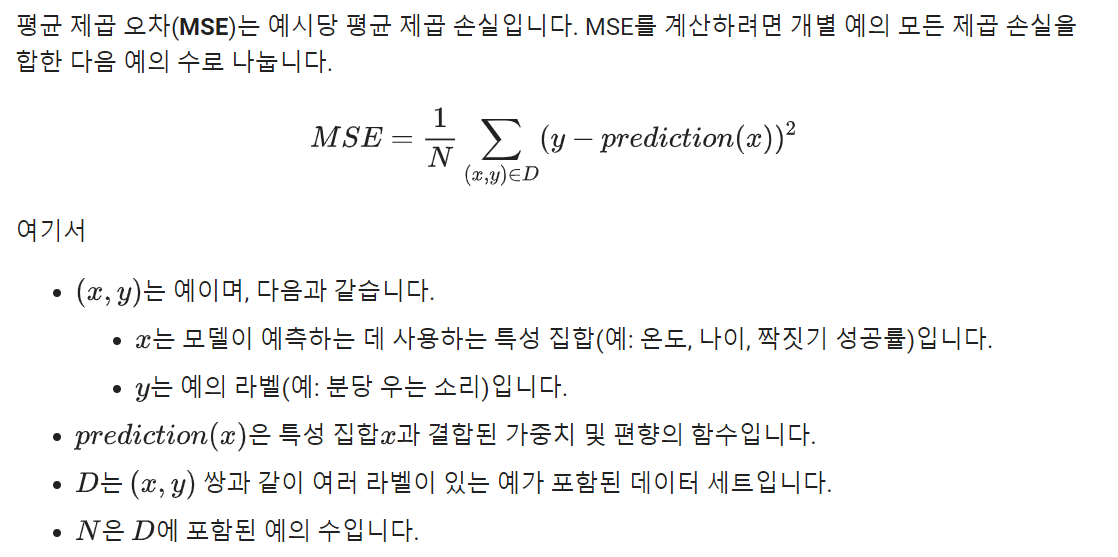 평균 제곱 오차(MSE)는 예시당 평균 제곱 손실입니다. MSE를 계산하려면 개별 예의 모든 제곱 손실을
합한 다음 예의 수로 나눕니다.
MSE = \frac{1}{N} \sum_{(x,y)\in D} (y - prediction(x))^2
여기서
• (x, y)는 예이며, 다음과 같습니다.
• x는 모델이 예측하는 데 사용하는 특성 집합(예: 온도, 나이, 짝짓기 성공률)입니다.
• y는 예의 라벨(예: 분당 우는 소리)입니다.
• prediction(x)은 특성 집합x과 결합된 가중치 및 편향의 함수입니다.
• D는 (x, y) 쌍과 같이 여러 라벨이 있는 예가 포함된 데이터 세트입니다.
• N은 D에 포함된 예의 수입니다.